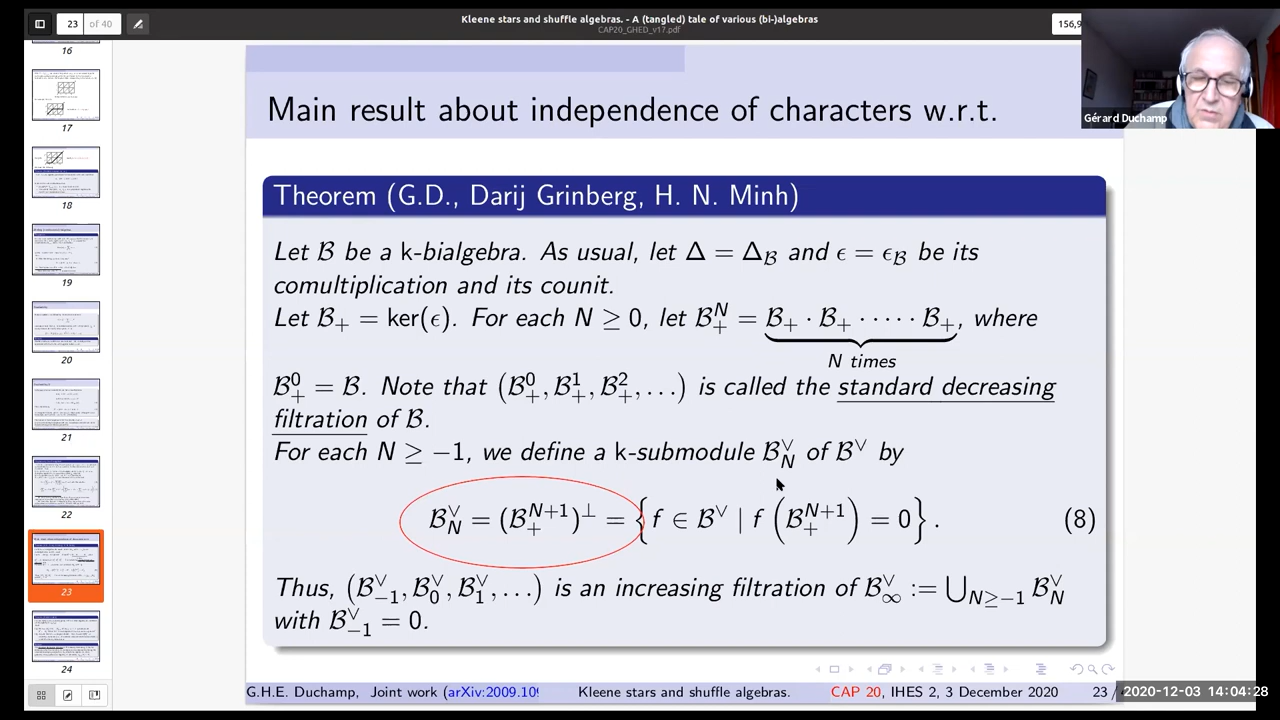 23 of 40
Kleene stars and shuffle algebras. - A (tangled) tale of various (bi-)algebras
CAP20_GHED_v17.pdf
156,9
Gérard Duchamp
16
17
18
19
20
21
22
23
24
Main result about independence of characters w.r.t.
Theorem (G.D., Darij Grinberg, H. N. Minh)
Let ℬ be a k-bialgebra. As usual, let Δ = Δ_ℬ and ϵ = ϵ_ℬ be its
comultiplication and its counit.
Let ℬ₊ = ker(ϵ). For each N ≥ 0, let ℬ₊^N = ℬ₊ · ℬ₊ · · · · · ℬ₊, where
N times
ℬ₊^0 = ℬ. Note that (ℬ₊^0, ℬ₊^1, ℬ₊^2, . . .) is called the standard decreasing
filtration of ℬ.
For each N ≥ −1, we define a k-submodule ℬ_N^∨ of ℬ^∨ by
ℬ_N^∨ = (ℬ₊^{N+1})^⊥ = {f ∈ ℬ^∨ | f (ℬ₊^{N+1}) = 0} . (8)
Thus, (ℬ_{−1}^∨, ℬ_0^∨, ℬ_1^∨, . . .) is an increasing filtration of ℬ_∞^∨ := ⋃_{N≥−1} ℬ_N^∨
with ℬ_{−1}^∨ = 0.
G.H.E. Duchamp, Joint work (arXiv:2009.10 Kleene stars and shuffle algebras. CAP 20, IHES 2, 3 December 2020 23 /
2020-12-03 14:04:28